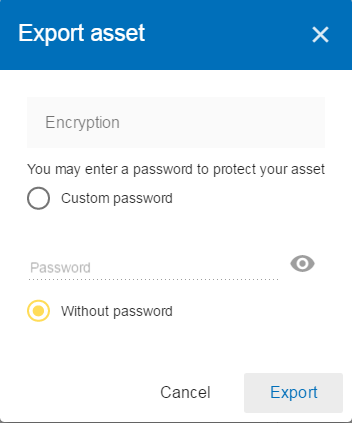 Export asset
Encryption
You may enter a password to protect your asset
Custom password
Password
Without password
Cancel Export